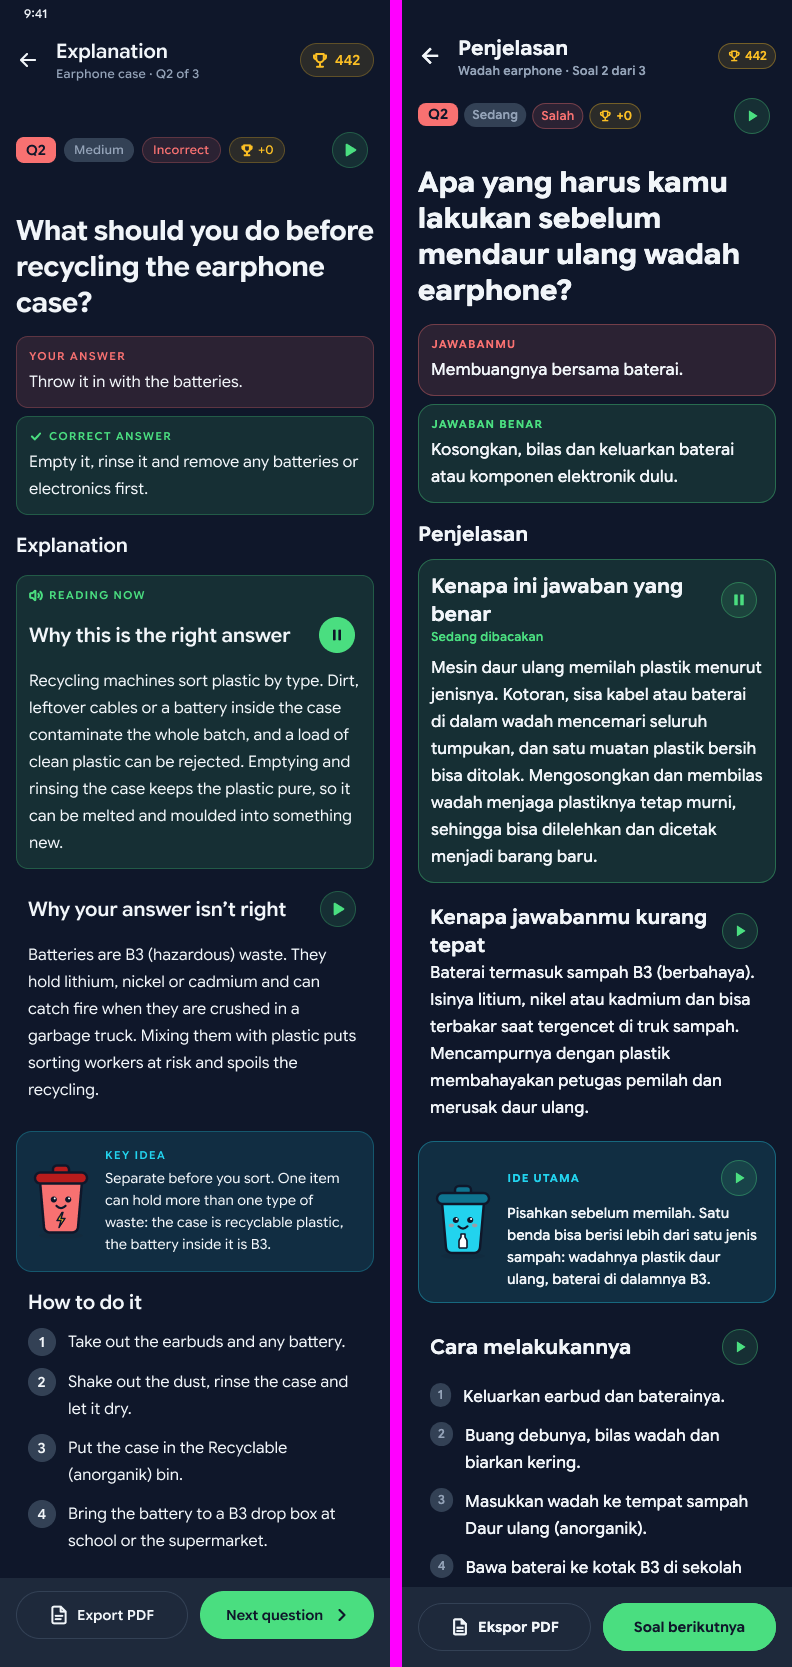 9:41
Explanation
Earphone case · Q2 of 3
442
Q2
Medium
Incorrect
+0
What should you do before
recycling the earphone
case?
YOUR ANSWER
Throw it in with the batteries.
CORRECT ANSWER
Empty it, rinse it and remove any batteries or
electronics first.
Explanation
READING NOW
Why this is the right answer
Recycling machines sort plastic by type. Dirt,
leftover cables or a battery inside the case
contaminate the whole batch, and a load of
clean plastic can be rejected. Emptying and
rinsing the case keeps the plastic pure, so it
can be melted and moulded into something
new.
Why your answer isn’t right
Batteries are B3 (hazardous) waste. They
hold lithium, nickel or cadmium and can
catch fire when they are crushed in a
garbage truck. Mixing them with plastic puts
sorting workers at risk and spoils the
recycling.
KEY IDEA
Separate before you sort. One item
can hold more than one type of
waste: the case is recyclable plastic,
the battery inside it is B3.
How to do it
1 Take out the earbuds and any battery.
2 Shake out the dust, rinse the case and
let it dry.
3 Put the case in the Recyclable
(anorganik) bin.
4 Bring the battery to a B3 drop box at
school or the supermarket.
Export PDF
Next question
Penjelasan
Wadah earphone · Soal 2 dari 3
442
Q2
Sedang
Salah
+0
Apa yang harus kamu
lakukan sebelum
mendaur ulang wadah
earphone?
JAWABANMU
Membuangnya bersama baterai.
JAWABAN BENAR
Kosongkan, bilas dan keluarkan baterai
atau komponen elektronik dulu.
Penjelasan
Kenapa ini jawaban yang
benar
Sedang dibacakan
Mesin daur ulang memilah plastik menurut
jenisnya. Kotoran, sisa kabel atau baterai
di dalam wadah mencemari seluruh
tumpukan, dan satu muatan plastik bersih
bisa ditolak. Mengosongkan dan membilas
wadah menjaga plastiknya tetap murni,
sehingga bisa dilelehkan dan dicetak
menjadi barang baru.
Kenapa jawabanmu kurang
tepat
Baterai termasuk sampah B3 (berbahaya).
Isinya litium, nikel atau kadmium dan bisa
terbakar saat tergencet di truk sampah.
Mencampurnya dengan plastik
membahayakan petugas pemilah dan
merusak daur ulang.
IDE UTAMA
Pisahkan sebelum memilah. Satu
benda bisa berisi lebih dari satu jenis
sampah: wadahnya plastik daur
ulang, baterai di dalamnya B3.
Cara melakukannya
1 Keluarkan earbud dan baterainya.
2 Buang debunya, bilas wadah dan
biarkan kering.
3 Masukkan wadah ke tempat sampah
Daur ulang (anorganik).
4 Bawa baterai ke kotak B3 di sekolah
Ekspor PDF
Soal berikutnya